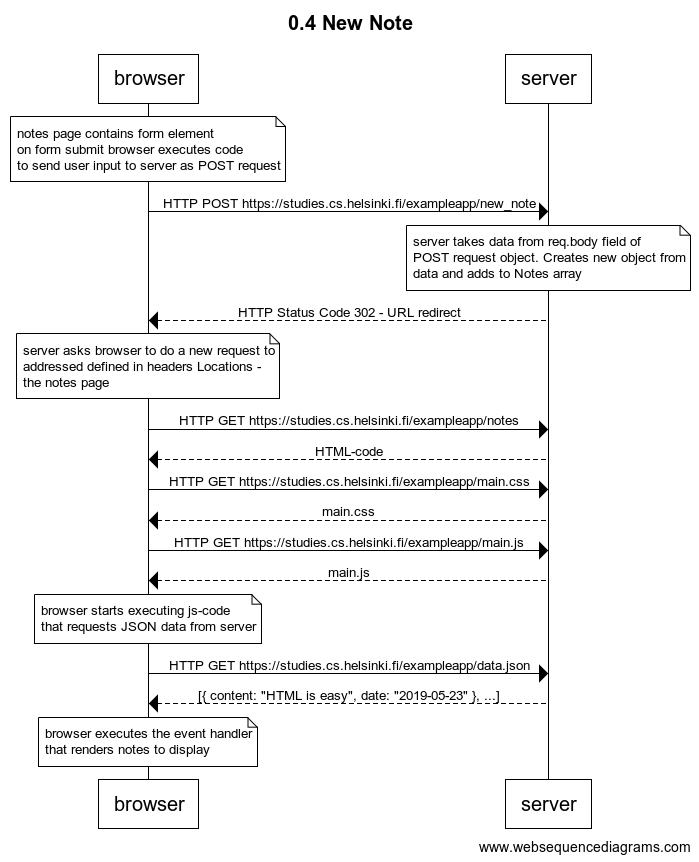 0.4 New Note
browser
server
notes page contains form element
on form submit browser executes code
to send user input to server as POST request
HTTP POST https://studies.cs.helsinki.fi/exampleapp/new_note
server takes data from req.body field of
POST request object. Creates new object from
data and adds to Notes array
HTTP Status Code 302 - URL redirect
server asks browser to do a new request to
addressed defined in headers Locations -
the notes page
HTTP GET https://studies.cs.helsinki.fi/exampleapp/notes
HTML-code
HTTP GET https://studies.cs.helsinki.fi/exampleapp/main.css
main.css
HTTP GET https://studies.cs.helsinki.fi/exampleapp/main.js
main.js
browser starts executing js-code
that requests JSON data from server
HTTP GET https://studies.cs.helsinki.fi/exampleapp/data.json
[{ content: "HTML is easy", date: "2019-05-23" }, ...]
browser executes the event handler
that renders notes to display
browser
server
www.websequencediagrams.com